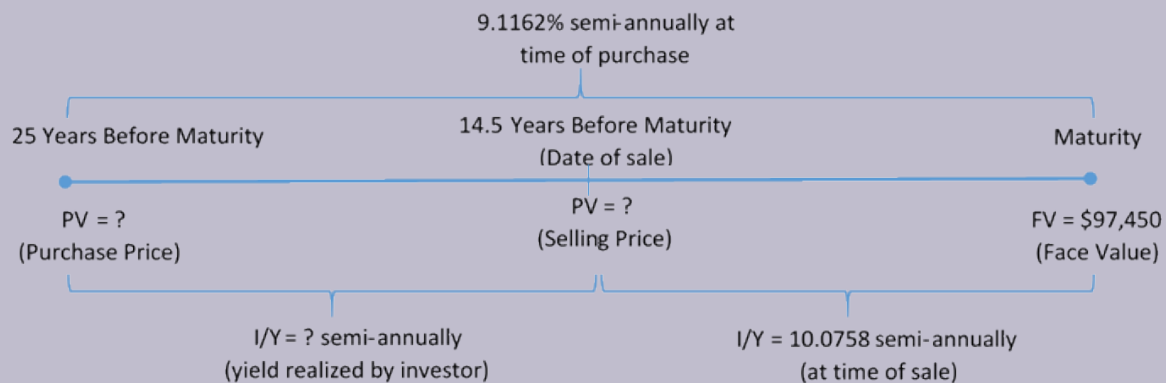 9.1162% semi-annually at
time of purchase
25 Years Before Maturity
14.5 Years Before Maturity
(Date of sale)
Maturity
PV = ?
(Purchase Price)
PV = ?
(Selling Price)
FV = $97,450
(Face Value)
I/Y = ? semi-annually
(yield realized by investor)
I/Y = 10.0758 semi-annually
(at time of sale)